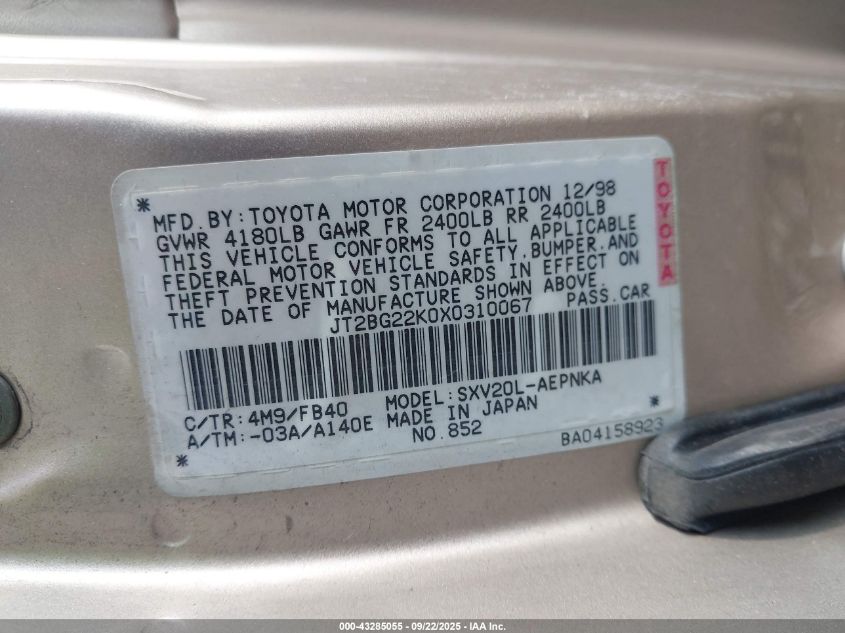 MFD.BY:TOYOTA MOTOR CORPORATION 12/98
GVWR 4180LB GAWR FR 2400LB RR 2400LB
THIS VEHICLE CONFORMS TO ALL APPLICABLE
FEDERAL MOTOR VEHICLE SAFETY,BUMPER,AND
THEFT PREVENTION STANDARDS IN EFFECT ON
THE DATE OF MANUFACTURE SHOWN ABOVE.
JT2BG22K0X0310067 PASS.CAR
C/TR:4M9/FB40 MODEL:SXV20L-AEPNKA
A/TM:-03A/A140E MADE IN JAPAN
NO.852
BA04158923
TOYOTA
000-43285055 - 09/22/2025 - IAA Inc.